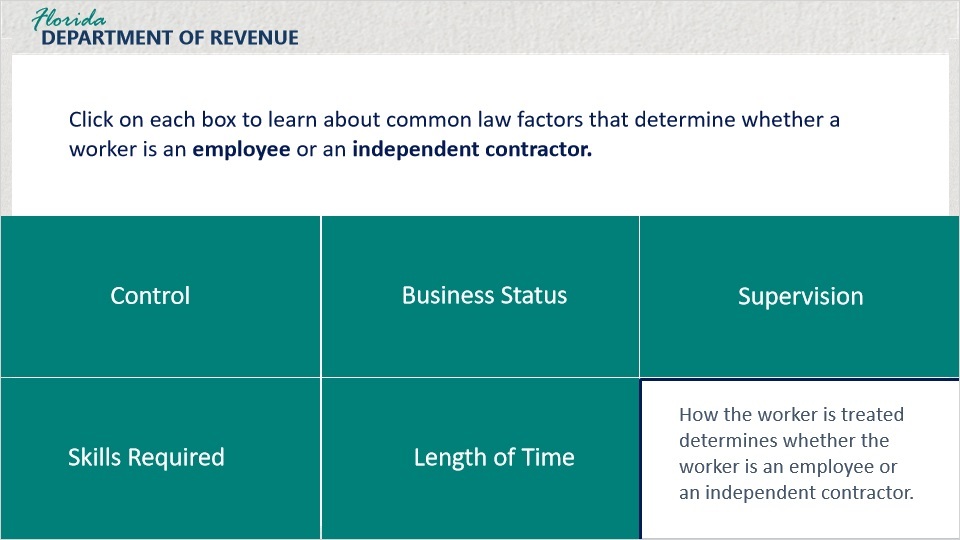 Florida
DEPARTMENT OF REVENUE
Click on each box to learn about common law factors that determine whether a
worker is an employee or an independent contractor.
Control
Business Status
Supervision
Skills Required
Length of Time
How the worker is treated
determines whether the
worker is an employee or
an independent contractor.